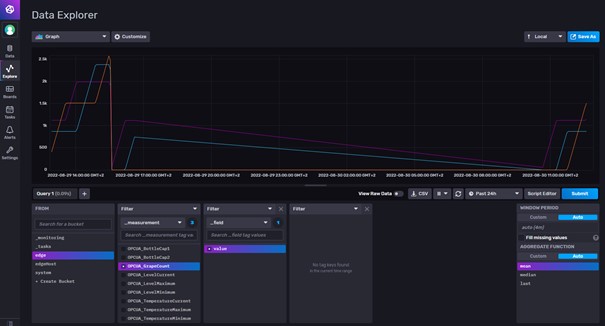 Data Explorer
Graph
Customize
Local
Save As
Data
Explore
Boards
Tasks
Alerts
Settings
2.5k
2k
1.5k
1k
500
0
2022-08-29 14:00:00 GMT+2
2022-08-29 17:00:00 GMT+2
2022-08-29 20:00:00 GMT+2
2022-08-29 23:00:00 GMT+2
2022-08-30 02:00:00 GMT+2
2022-08-30 05:00:00 GMT+2
2022-08-30 08:00:00 GMT+2
2022-08-30 11:00:00 GMT+2
Query 1 (0.09s)
+
View Raw Data
CSV
Past 24h
Script Editor
Submit
FROM
Search for a bucket
_monitoring
_tasks
edge
edgeHost
system
+ Create Bucket
Filter
_measurement
Search _measurement tag va
OPCUA_BottleCap1
OPCUA_BottleCap2
OPCUA_GrapeCount
OPCUA_LevelCurrent
OPCUA_LevelMaximum
OPCUA_LevelMinimum
OPCUA_TemperatureCurrent
OPCUA_TemperatureMaximum
OPCUA_TemperatureMinimum
Filter
_field
1
Search _field tag values
value
Filter
No tag keys found
in the current time range
WINDOW PERIOD
Custom
Auto
Fill missing values
AGGREGATE FUNCTION
Custom
Auto
mean
median
last